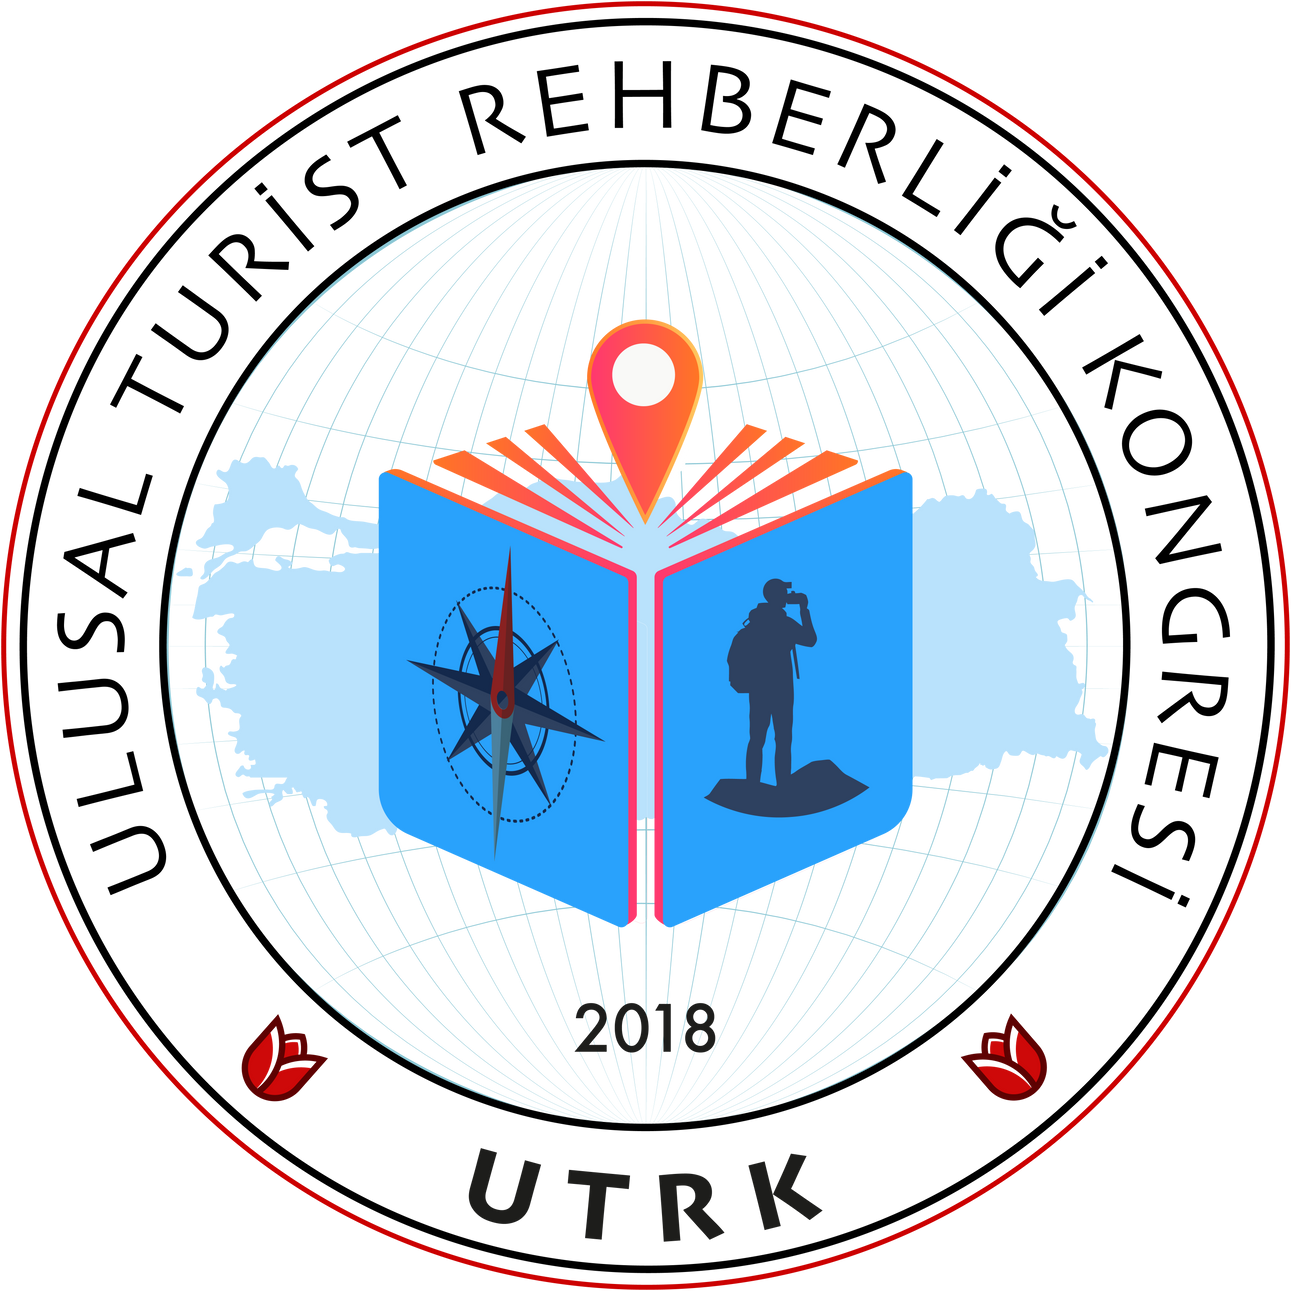 ULUSAL TURİST REHBERLİĞİ KONGRESİ
2018
UTRK